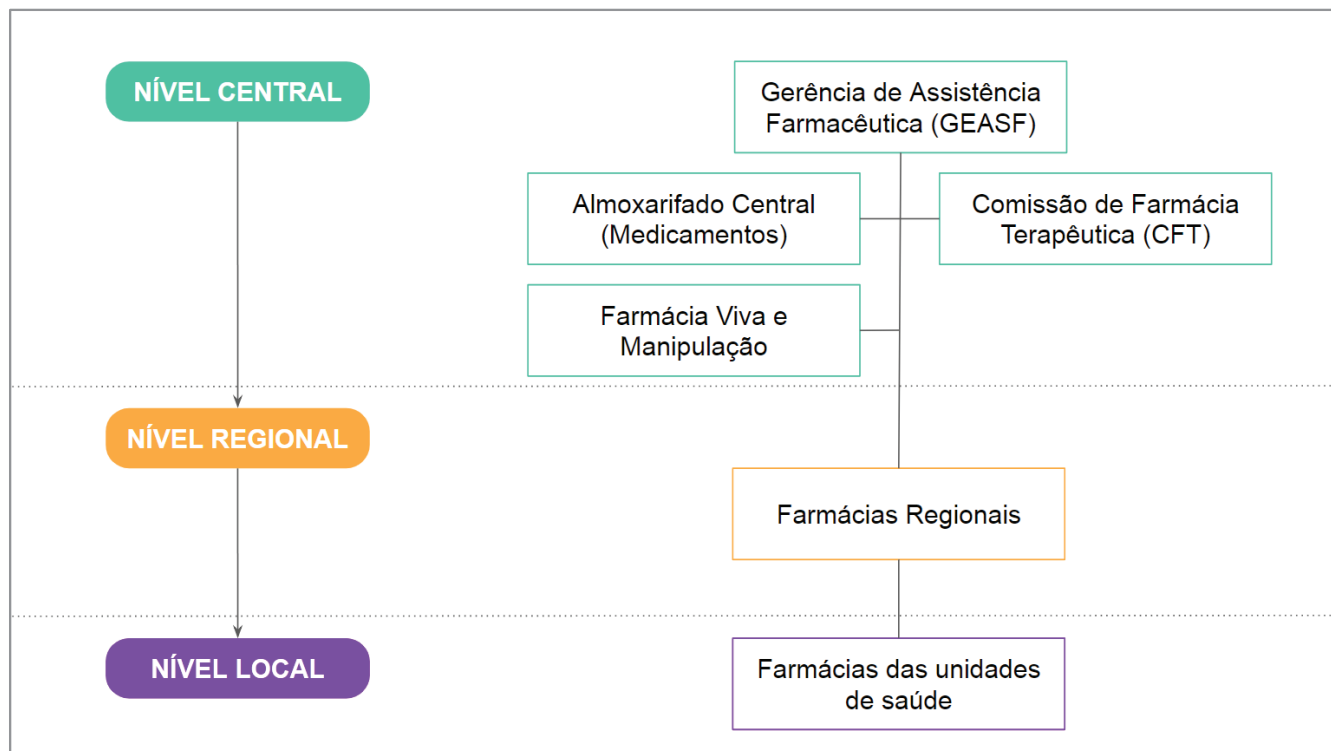 NÍVEL CENTRAL
Gerência de Assistência
Farmacêutica (GEASF)
Almoxarifado Central
(Medicamentos)
Comissão de Farmácia
Terapêutica (CFT)
Farmácia Viva e
Manipulação
NÍVEL REGIONAL
Farmácias Regionais
NÍVEL LOCAL
Farmácias das unidades
de saúde